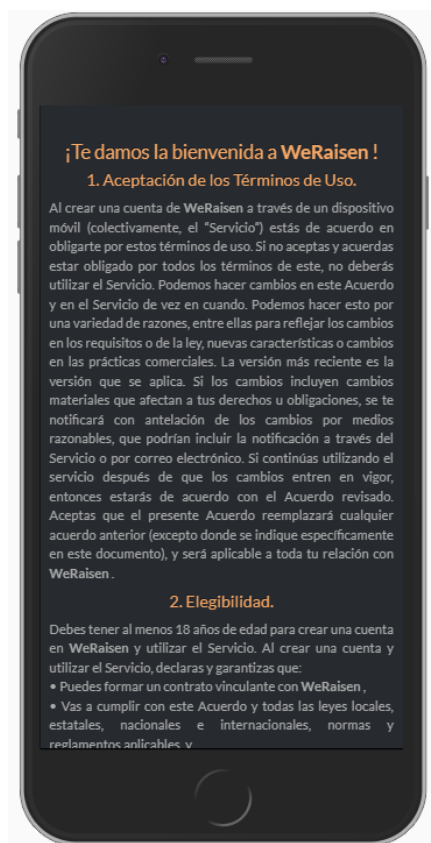 ¡Te damos la bienvenida a WeRaisen !
1. Aceptación de los Términos de Uso.
Al crear una cuenta de WeRaisen a través de un dispositivo
móvil (colectivamente, el “Servicio”) estás de acuerdo en
obligarte por estos términos de uso. Si no aceptas y acuerdas
estar obligado por todos los términos de este, no deberás
utilizar el Servicio. Podemos hacer cambios en este Acuerdo
y en el Servicio de vez en cuando. Podemos hacer esto por
una variedad de razones, entre ellas para reflejar los cambios
en los requisitos o de la ley, nuevas características o cambios
en las prácticas comerciales. La versión más reciente es la
versión que se aplica. Si los cambios incluyen cambios
materiales que afectan a tus derechos u obligaciones, se te
notificará con antelación de los cambios por medios
razonables, que podrían incluir la notificación a través del
Servicio o por correo electrónico. Si continúas utilizando el
servicio después de que los cambios entren en vigor,
entonces estarás de acuerdo con el Acuerdo revisado.
Aceptas que el presente Acuerdo reemplazará cualquier
acuerdo anterior (excepto donde se indique específicamente
en este documento), y será aplicable a toda tu relación con
WeRaisen .
2. Elegibilidad.
Debes tener al menos 18 años de edad para crear una cuenta
en WeRaisen y utilizar el Servicio. Al crear una cuenta y
utilizar el Servicio, declaras y garantizas que:
• Puedes formar un contrato vinculante con WeRaisen ,
• Vas a cumplir con este Acuerdo y todas las leyes locales,
estatales, nacionales e internacionales, normas y
reglamentos aplicables, y